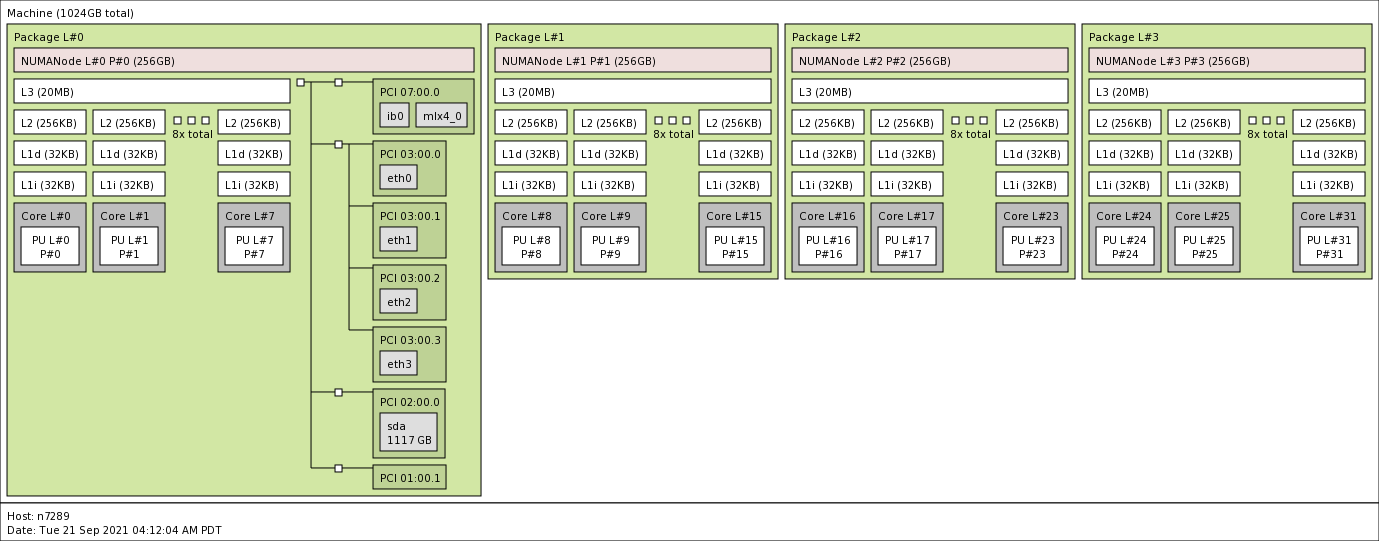 Machine (1024GB total)
Package L#0
NUMANode L#0 P#0 (256GB)
L3 (20MB)
L2 (256KB)
L2 (256KB)
8x total
L2 (256KB)
L1d (32KB)
L1d (32KB)
L1d (32KB)
L1i (32KB)
L1i (32KB)
L1i (32KB)
Core L#0
PU L#0
P#0
Core L#1
PU L#1
P#1
Core L#7
PU L#7
P#7
PCI 07:00.0
ib0
mlx4_0
PCI 03:00.0
eth0
PCI 03:00.1
eth1
PCI 03:00.2
eth2
PCI 03:00.3
eth3
PCI 02:00.0
sda
1117 GB
PCI 01:00.1
Package L#1
NUMANode L#1 P#1 (256GB)
L3 (20MB)
L2 (256KB)
L2 (256KB)
8x total
L2 (256KB)
L1d (32KB)
L1d (32KB)
L1d (32KB)
L1i (32KB)
L1i (32KB)
L1i (32KB)
Core L#8
PU L#8
P#8
Core L#9
PU L#9
P#9
Core L#15
PU L#15
P#15
Package L#2
NUMANode L#2 P#2 (256GB)
L3 (20MB)
L2 (256KB)
L2 (256KB)
8x total
L2 (256KB)
L1d (32KB)
L1d (32KB)
L1d (32KB)
L1i (32KB)
L1i (32KB)
L1i (32KB)
Core L#16
PU L#16
P#16
Core L#17
PU L#17
P#17
Core L#23
PU L#23
P#23
Package L#3
NUMANode L#3 P#3 (256GB)
L3 (20MB)
L2 (256KB)
L2 (256KB)
8x total
L2 (256KB)
L1d (32KB)
L1d (32KB)
L1d (32KB)
L1i (32KB)
L1i (32KB)
L1i (32KB)
Core L#24
PU L#24
P#24
Core L#25
PU L#25
P#25
Core L#31
PU L#31
P#31
Host: n7289
Date: Tue 21 Sep 2021 04:12:04 AM PDT